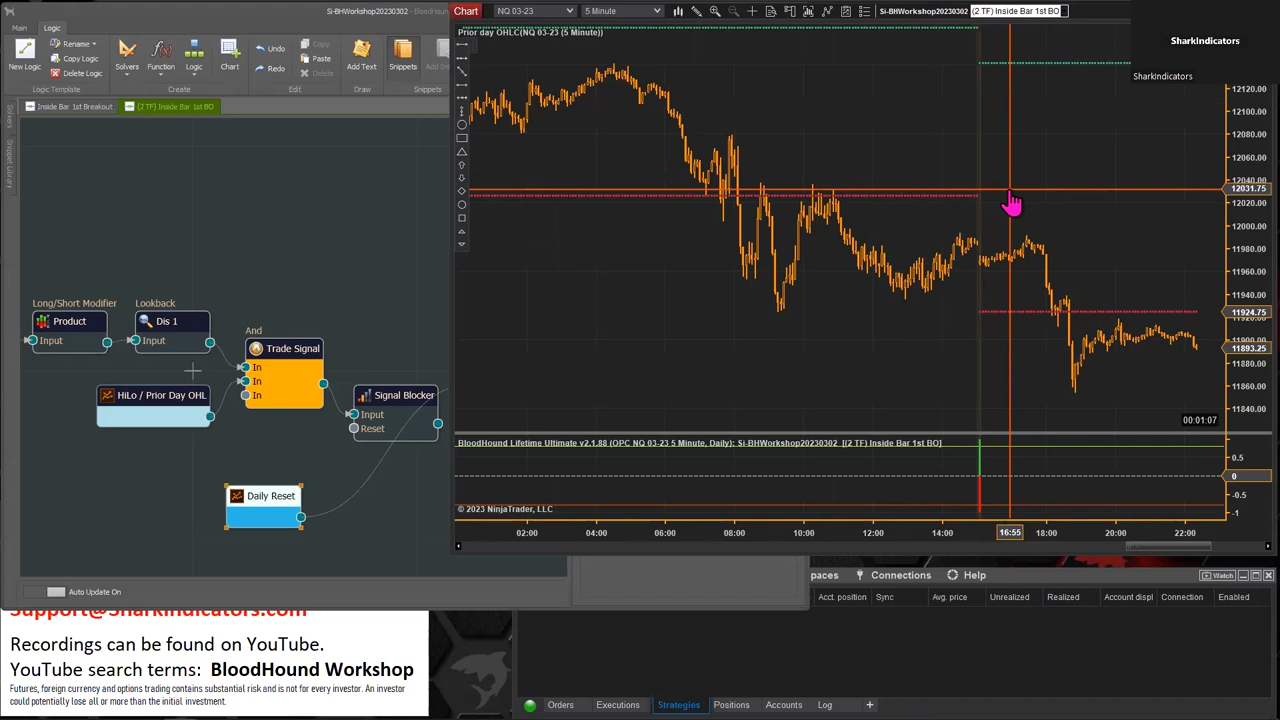 Si-BHWorkshop20230302 - BloodHound
Main
Logic
New Logic
Rename
Copy Logic
Delete Logic
Logic Template
Solvers
Function
Logic
Chart
Create
Undo
Redo
Copy
Paste
Edit
Add Text
Draw
Snippets
Snippets
Inside Bar 1st Breakout
(2 TF) Inside Bar 1st BO
Solvers
Snippet Library
Long/Short Modifier
Product
Input
Lookback
Dis 1
Input
And
Trade Signal
In
In
In
HiLo / Prior Day OHL
Signal Blocker
Input
Reset
Daily Reset
Auto Update On
Chart
NQ 03-23
5 Minute
Si-BHWorkshop20230302
(2 TF) Inside Bar 1st BO
Prior day OHLC(NQ 03-23 (5 Minute))
SharkIndicators
SharkIndicators
12120.00
12100.00
12080.00
12060.00
12040.00
12031.75
12020.00
12000.00
11980.00
11960.00
11940.00
11924.75
11893.25
11880.00
11860.00
11840.00
00:01:07
BloodHound Lifetime Ultimate v2.1.88 (OPC NQ 03-23 5 Minute, Daily): Si-BHWorkshop20230302 [(2 TF) Inside Bar 1st BO]
0.5
0
-0.5
-1
© 2023 NinjaTrader, LLC
02:00
04:00
06:00
08:00
10:00
12:00
14:00
16:55
18:00
20:00
22:00
Support@SharkIndicators.com
Recordings can be found on YouTube.
YouTube search terms: BloodHound Workshop
Futures, foreign currency and options trading contains substantial risk and is not for every investor. An investor
could potentially lose all or more than the initial investment.
paces
Connections
Help
Watch
Acct. position
Sync
Avg. price
Unrealized
Realized
Account displ
Connection
Enabled
Orders
Executions
Strategies
Positions
Accounts
Log
+